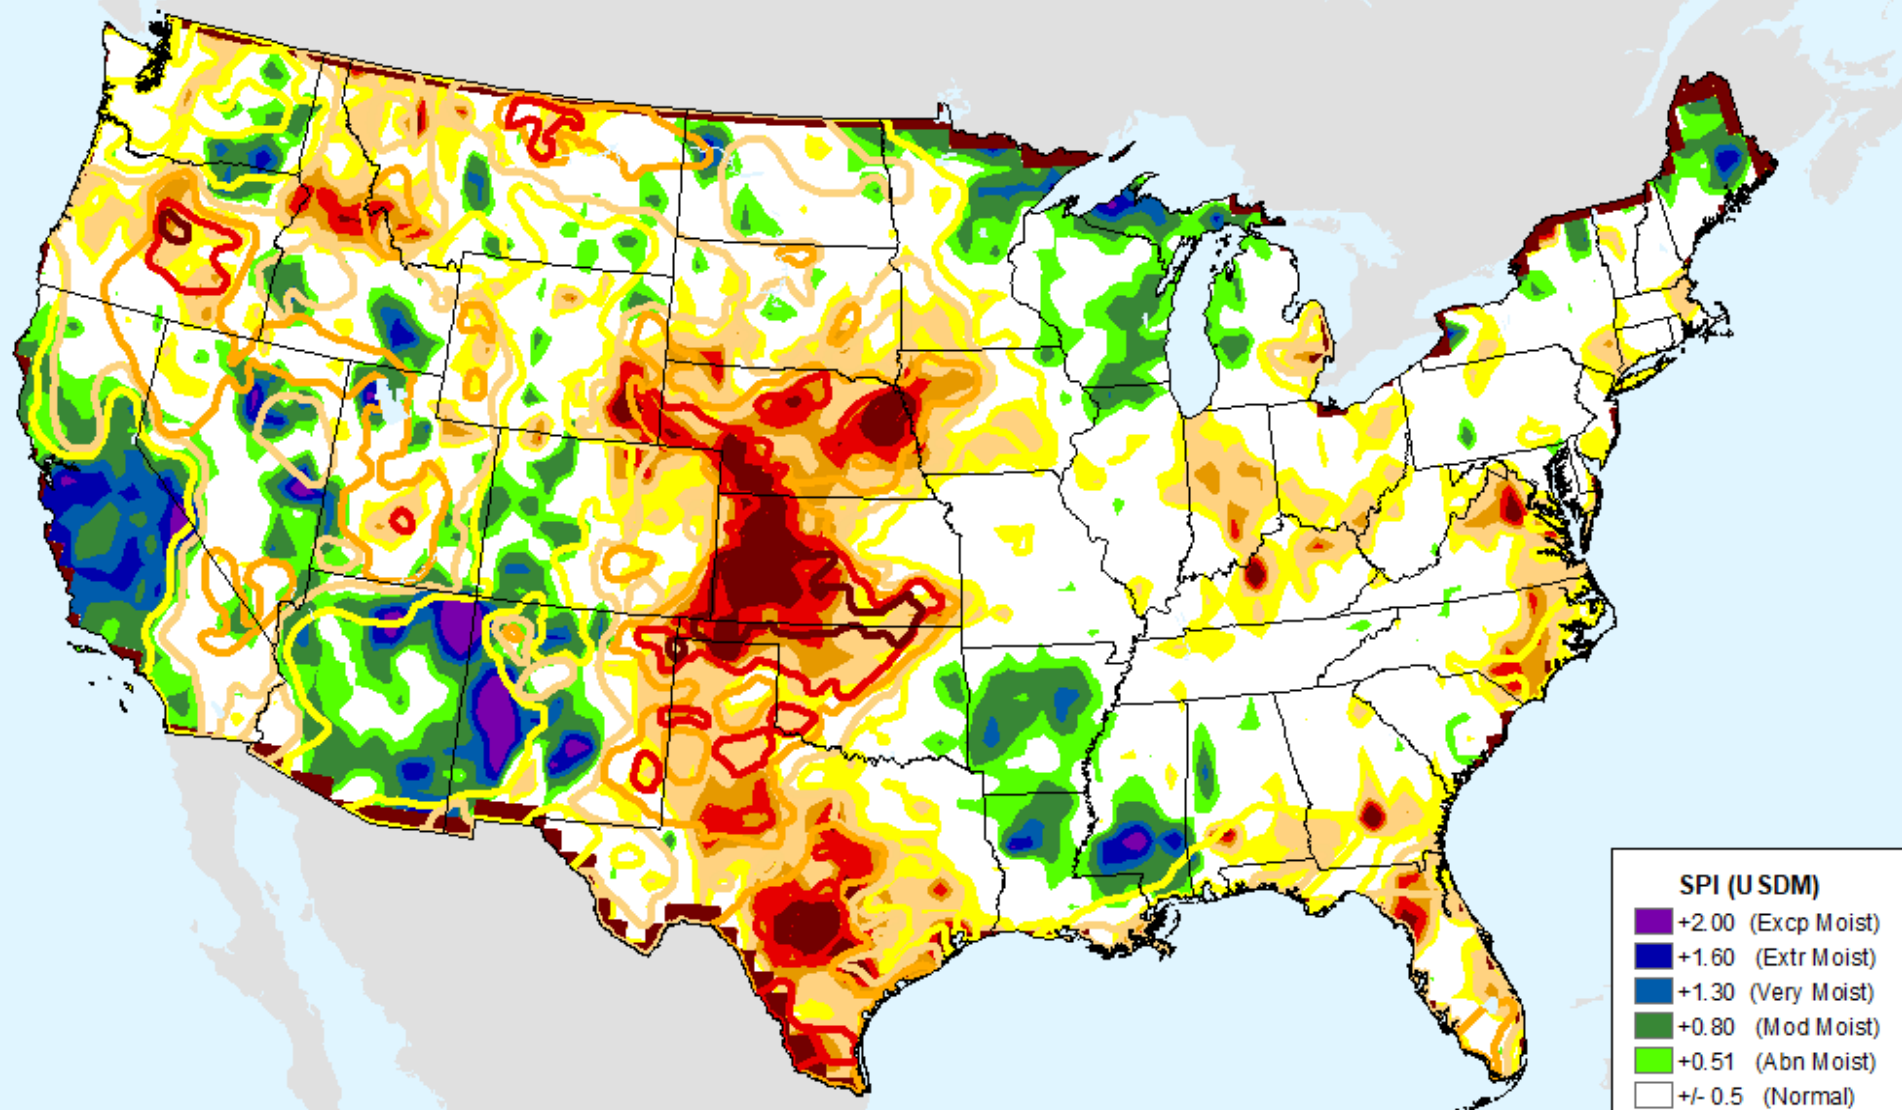 SPI (USDM)
+2.00 (Excp Moist)
+1.60 (Extr Moist)
+1.30 (Very Moist)
+0.80 (Mod Moist)
+0.51 (Abn Moist)
+/- 0.5 (Normal)